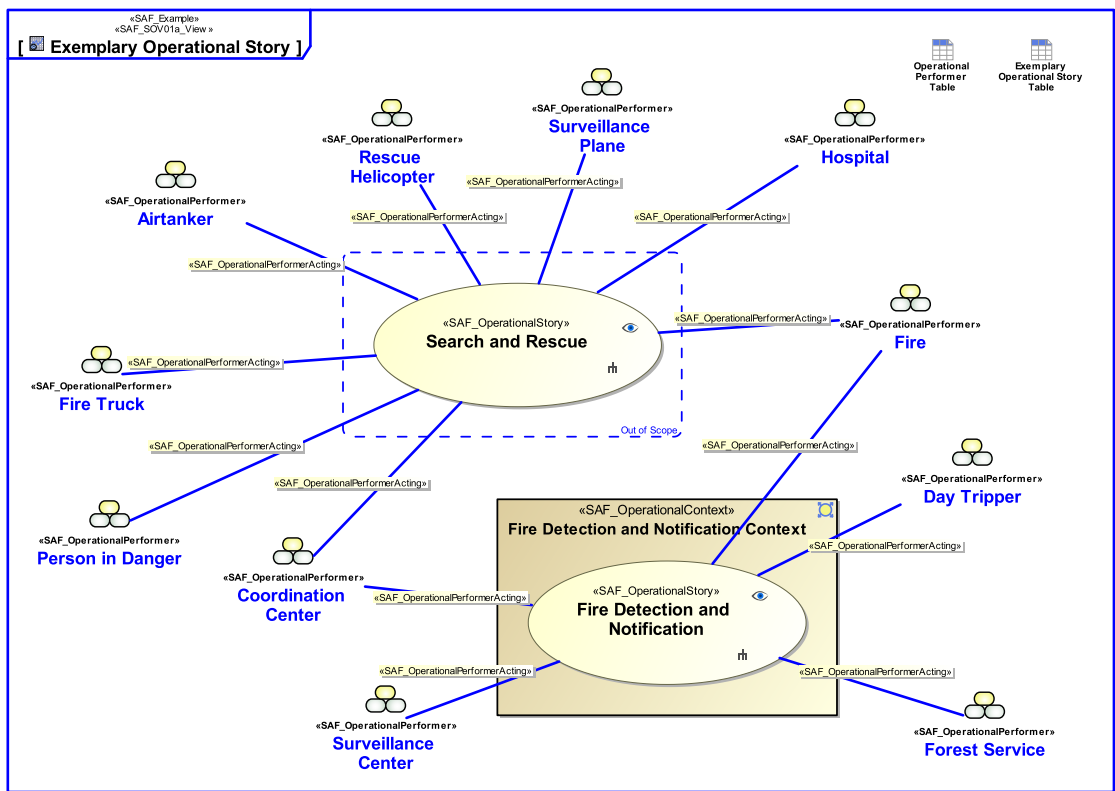 «SAF_Example»
«SAF_SOV01a_View»
[ Exemplary Operational Story ]
Operational
Performer
Table
Exemplary
Operational Story
Table
«SAF_OperationalPerformer»
Surveillance
Plane
«SAF_OperationalPerformer»
Rescue
Helicopter
«SAF_OperationalPerformer»
Hospital
«SAF_OperationalPerformer»
Airtanker
«SAF_OperationalPerformerActing»
«SAF_OperationalPerformerActing»
«SAF_OperationalPerformerActing»
«SAF_OperationalPerformerActing»
«SAF_OperationalStory»
Search and Rescue
Out of Scope
«SAF_OperationalPerformerActing»
«SAF_OperationalPerformer»
Fire
«SAF_OperationalPerformerActing»
«SAF_OperationalPerformer»
Fire Truck
«SAF_OperationalPerformerActing»
«SAF_OperationalPerformerActing»
«SAF_OperationalPerformerActing»
«SAF_OperationalPerformer»
Day Tripper
«SAF_OperationalPerformer»
Person in Danger
«SAF_OperationalContext»
Fire Detection and Notification Context
«SAF_OperationalPerformerActing»
«SAF_OperationalPerformer»
Coordination
Center
«SAF_OperationalPerformerActing»
«SAF_OperationalStory»
Fire Detection and
Notification
«SAF_OperationalPerformerActing»
«SAF_OperationalPerformerActing»
«SAF_OperationalPerformer»
Surveillance
Center
«SAF_OperationalPerformer»
Forest Service